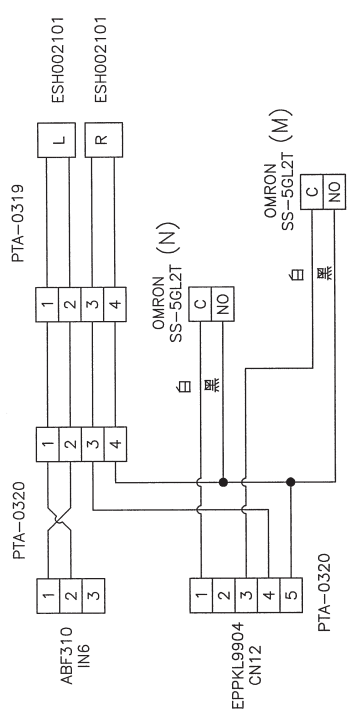 ESH002101
ESH002101
L
R
PTA-0319
1
2
3
4
OMRON
SS-5GL2T (M)
C
NO
白
黒
OMRON
SS-5GL2T (N)
C
NO
白
黒
1
2
3
4
PTA-0320
1
2
3
ABF310
IN6
1
2
3
4
5
EPPKL9904
CN12
PTA-0320